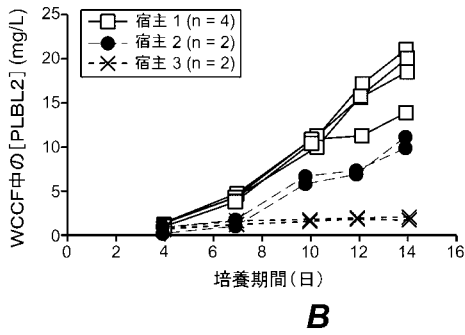 WCCF中の[PLBL2] (mg/L)
25
20
15
10
5
0
宿主 1 (n = 4)
宿主 2 (n = 2)
宿主 3 (n = 2)
0 2 4 6 8 10 12 14 16
培養期間(日)
B